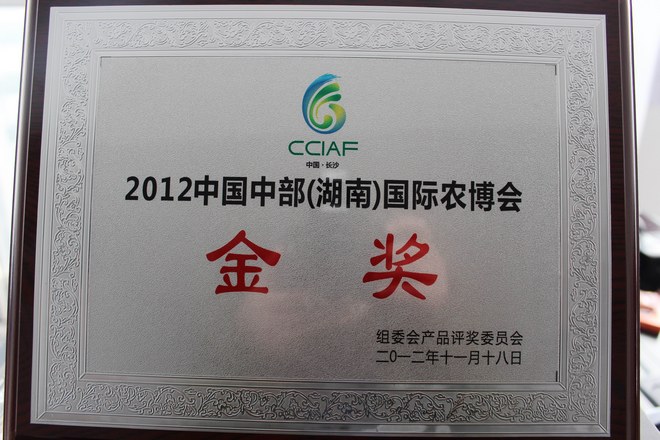 CCIAF
中国·长沙
2012中国中部(湖南)国际农博会
金奖
组委会产品评奖委员会
二0一二年十一月十八日